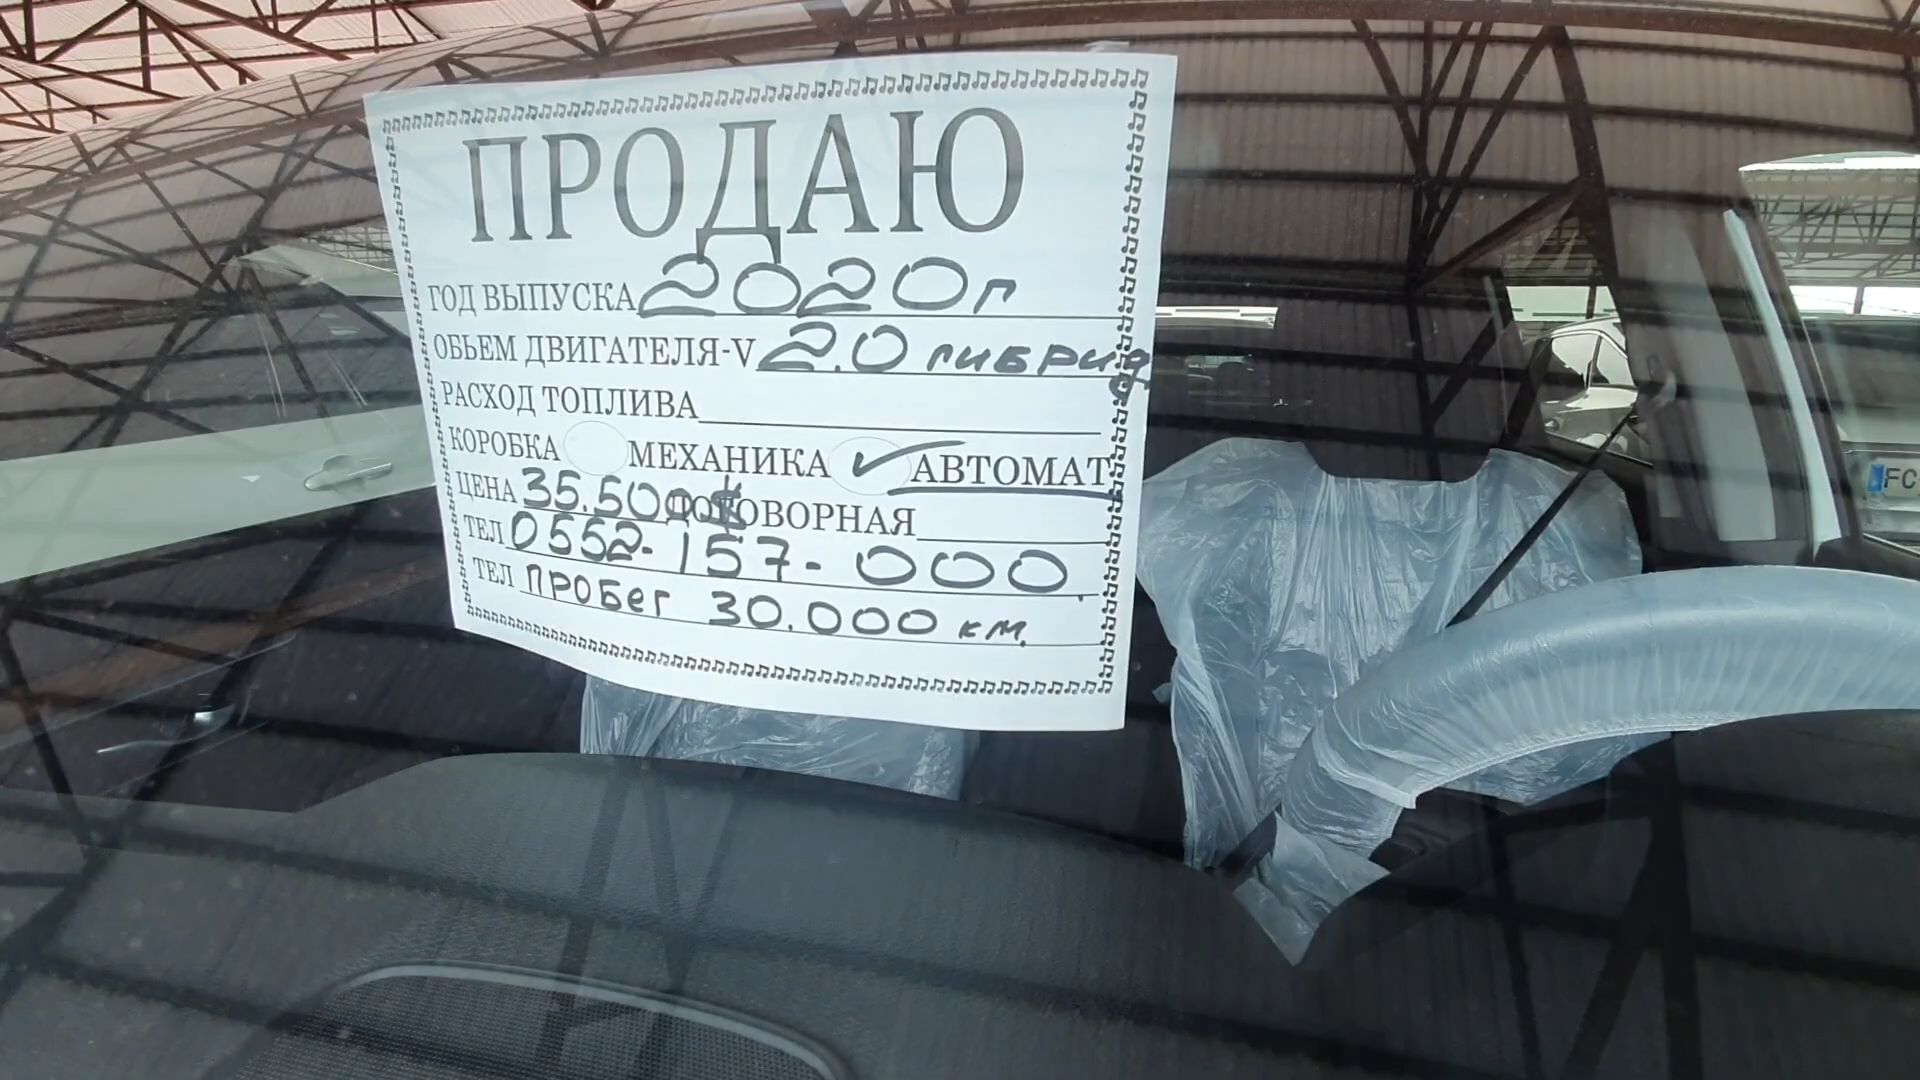 ПРОДАЮ
ГОД ВЫПУСКА 2020г
ОБЬЕМ ДВИГАТЕЛЯ-V 2.0 гибрид
РАСХОД ТОПЛИВА
КОРОБКА МЕХАНИКА ✓ АВТОМАТ
ЦЕНА 35.500$ ДОГОВОРНАЯ
ТЕЛ 0552-157-000.
ТЕЛ ПРОБЕГ 30.000 км.
FC